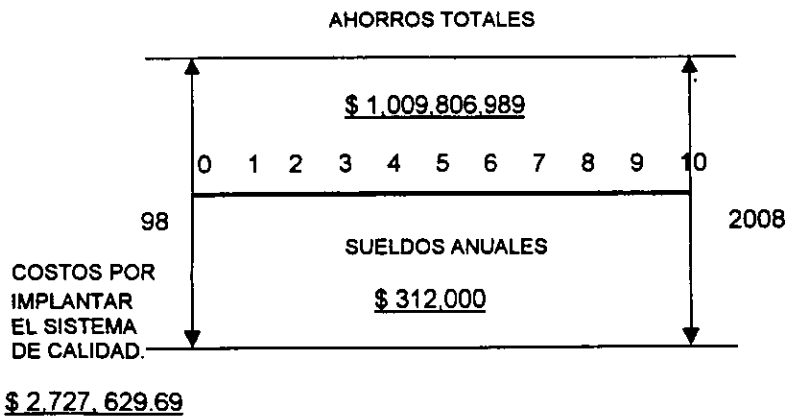 AHORROS TOTALES
$ 1,009,806,989
0 1 2 3 4 5 6 7 8 9 10
98
2008
SUELDOS ANUALES
$ 312,000
COSTOS POR
IMPLANTAR
EL SISTEMA
DE CALIDAD.
$ 2,727, 629.69